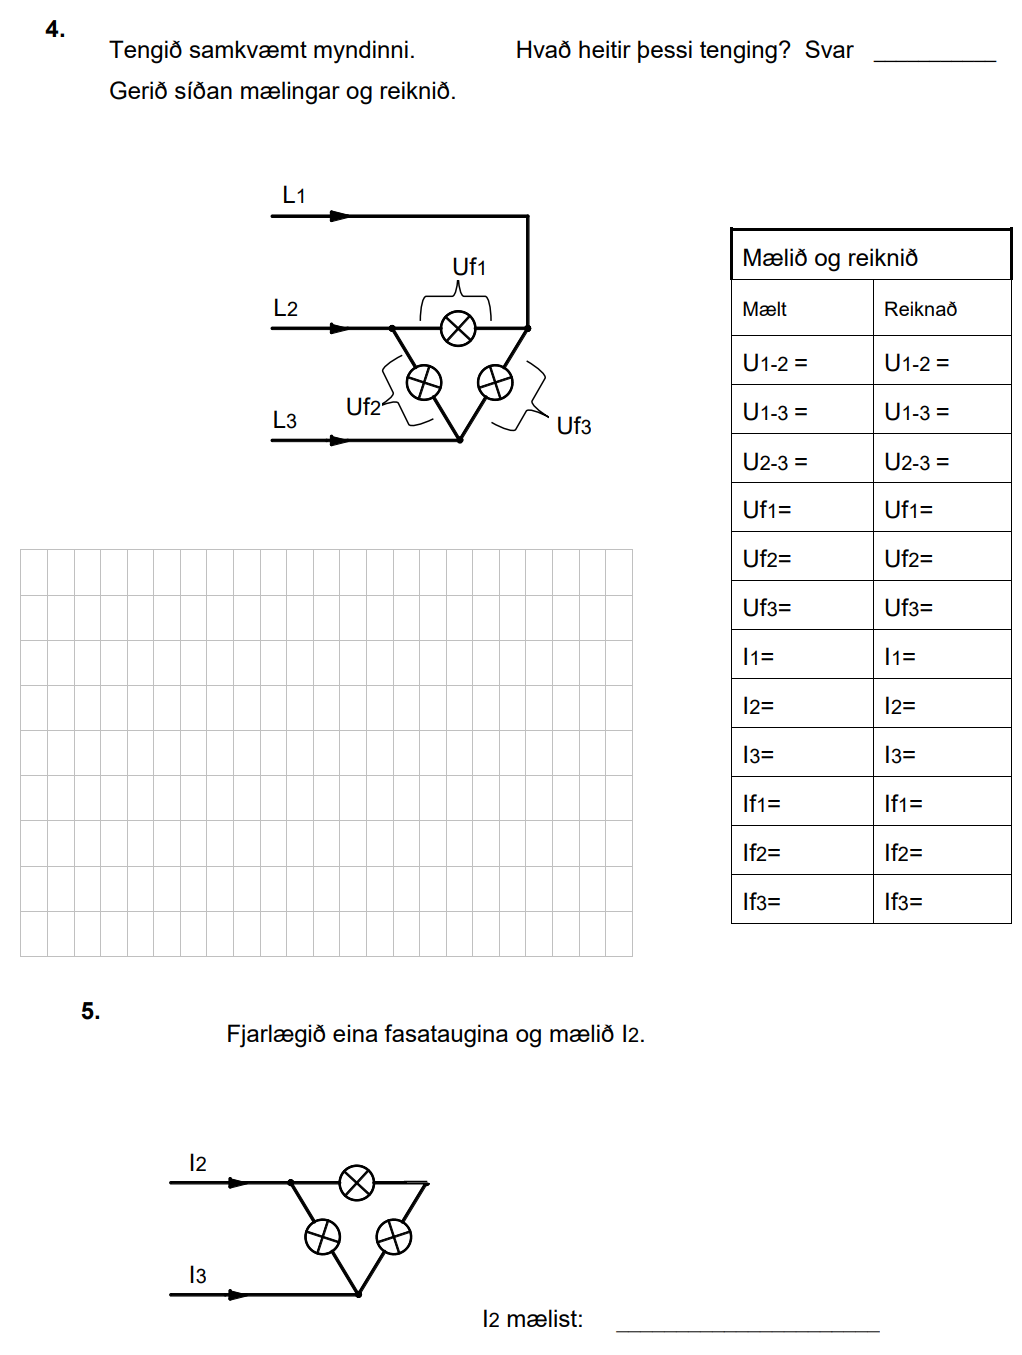 4.
Tengið samkvæmt myndinni. Hvað heitir þessi tenging? Svar _________
Gerið síðan mælingar og reiknið.
L1
Uf1
L2
Uf2
L3
Uf3
Mælið og reiknið
Mælt Reiknað
U1-2 = U1-2 =
U1-3 = U1-3 =
U2-3 = U2-3 =
Uf1= Uf1=
Uf2= Uf2=
Uf3= Uf3=
I1= I1=
I2= I2=
I3= I3=
If1= If1=
If2= If2=
If3= If3=
5.
Fjarlægið eina fasataugina og mælið I2.
I2
I3
I2 mælist: ____________________